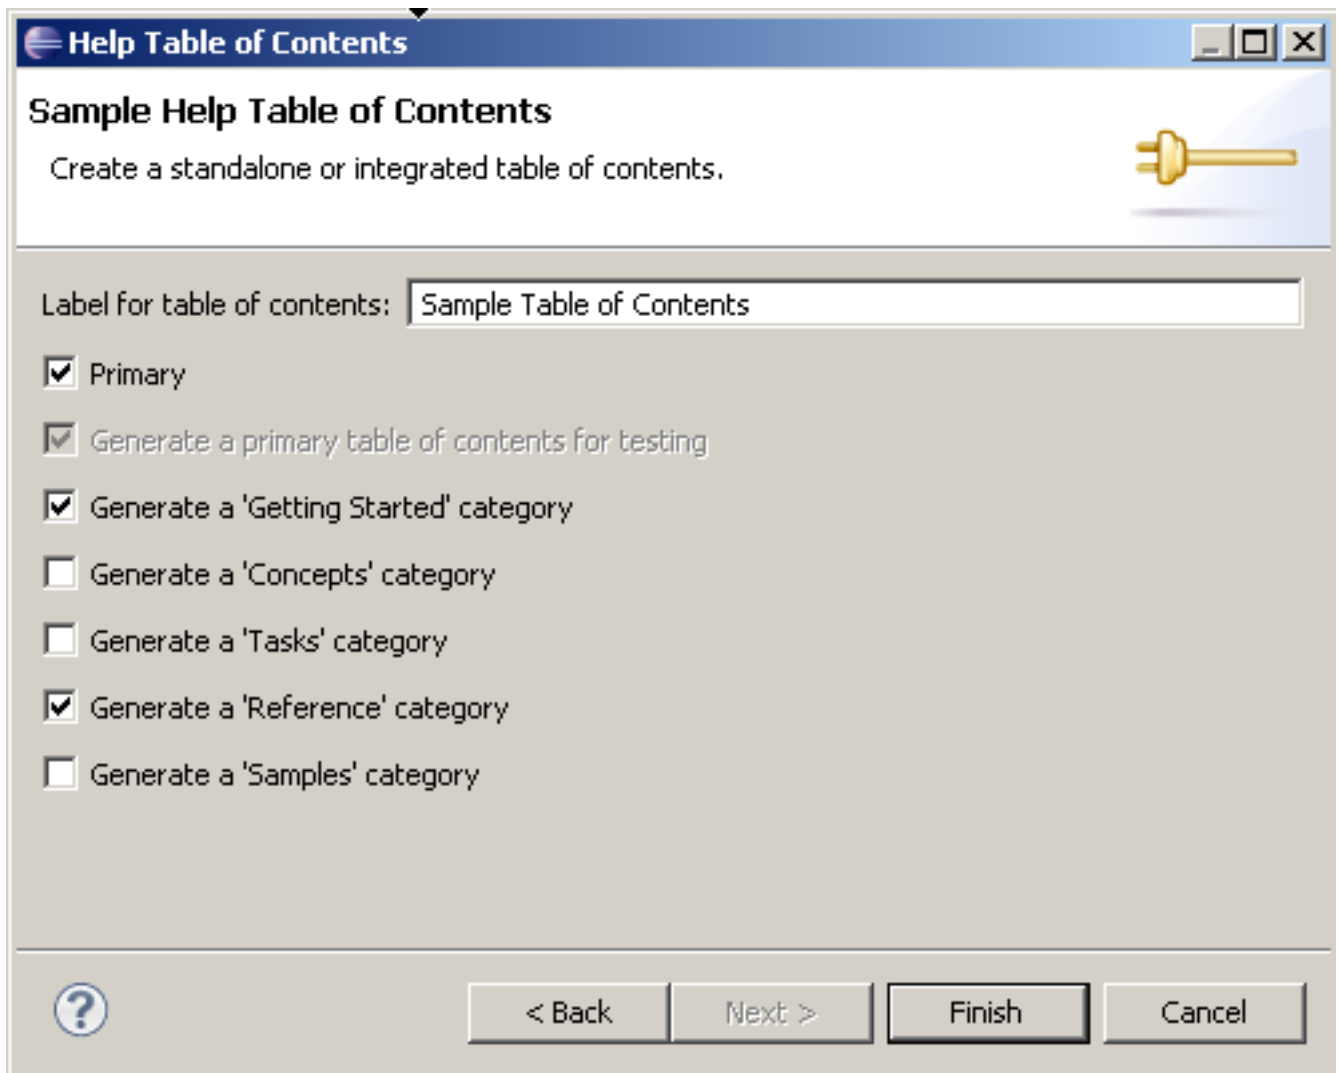 Help Table of Contents
Sample Help Table of Contents
Create a standalone or integrated table of contents.
Label for table of contents: Sample Table of Contents
Primary
Generate a primary table of contents for testing
Generate a 'Getting Started' category
Generate a 'Concepts' category
Generate a 'Tasks' category
Generate a 'Reference' category
Generate a 'Samples' category
? < Back Next > Finish Cancel